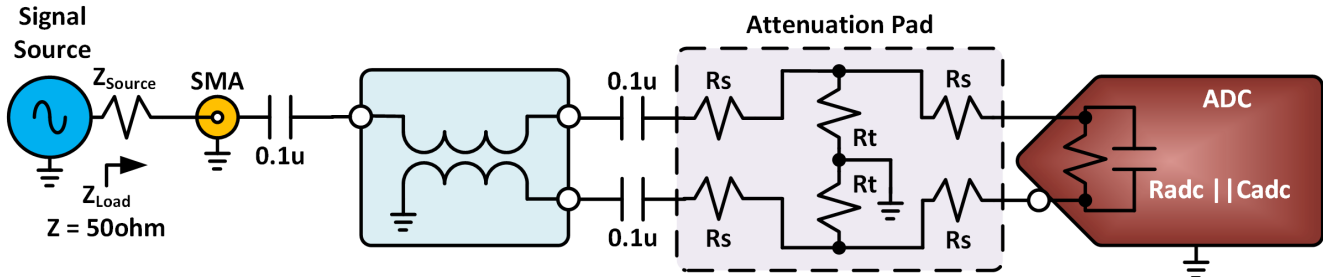 Signal
Source
ZSource
SMA
0.1u
ZLoad
Z = 50ohm
0.1u
0.1u
Attenuation Pad
Rs
Rs
Rt
Rt
Rs
Rs
ADC
Radc ||Cadc